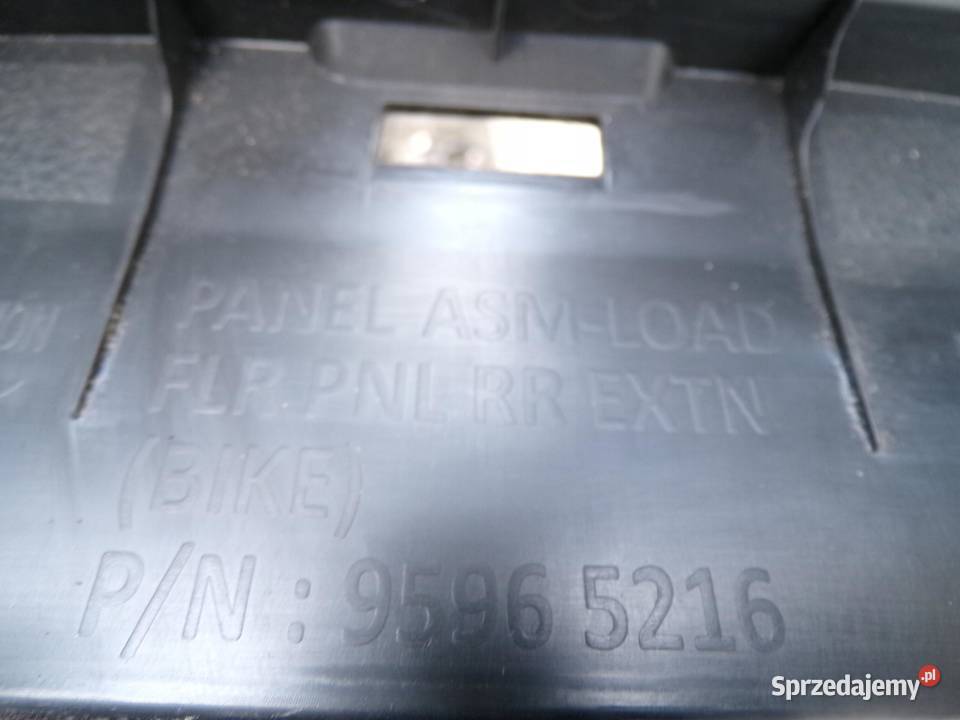 PANEL ASM-LOAD
FLR PNL RR EXTN
(BIKE)
P/N : 9596 5216
Sprzedajemy.pl